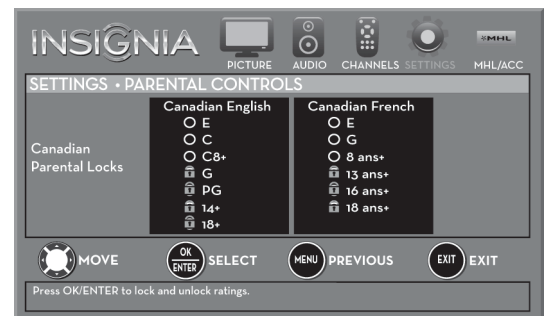 INSIGNIA
PICTURE AUDIO CHANNELS SETTINGS MHL/ACC
MHL
SETTINGS • PARENTAL CONTROLS
Canadian Parental Locks
Canadian English
E
C
C8+
G
PG
14+
18+
Canadian French
E
G
8 ans+
13 ans+
16 ans+
18 ans+
MOVE
OK/ENTER SELECT
MENU PREVIOUS
EXIT EXIT
Press OK/ENTER to lock and unlock ratings.